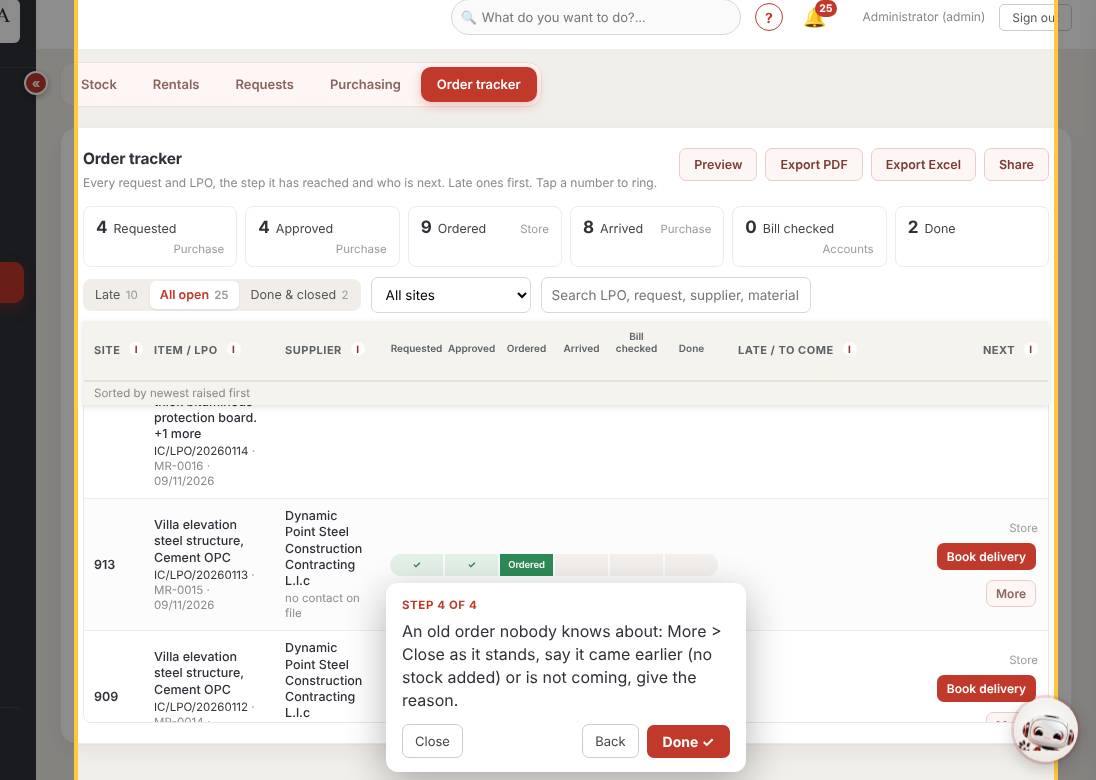 A
What do you want to do?...
?
25
Administrator (admin)
Sign ou
«
Stock
Rentals
Requests
Purchasing
Order tracker
Order tracker
Every request and LPO, the step it has reached and who is next. Late ones first. Tap a number to ring.
Preview
Export PDF
Export Excel
Share
4 Requested
Purchase
4 Approved
Purchase
9 Ordered
Store
8 Arrived
Purchase
0 Bill checked
Accounts
2 Done
Late 10
All open 25
Done & closed 2
All sites
Search LPO, request, supplier, material
SITE
ITEM / LPO
SUPPLIER
Requested
Approved
Ordered
Arrived
Bill
checked
Done
LATE / TO COME
NEXT
Sorted by newest raised first
protection board.
+1 more
IC/LPO/20260114 ·
MR-0016 ·
09/11/2026
913
Villa elevation
steel structure,
Cement OPC
IC/LPO/20260113 ·
MR-0015 ·
09/11/2026
Dynamic
Point Steel
Construction
Contracting
L.l.c
no contact on
file
✓
✓
Ordered
Store
Book delivery
More
909
Villa elevation
steel structure,
Cement OPC
IC/LPO/20260112 ·
MR-0014 ·
Dynamic
Point Steel
Construction
Contracting
L.l.c
Store
Book delivery
STEP 4 OF 4
An old order nobody knows about: More >
Close as it stands, say it came earlier (no
stock added) or is not coming, give the
reason.
Close
Back
Done ✓